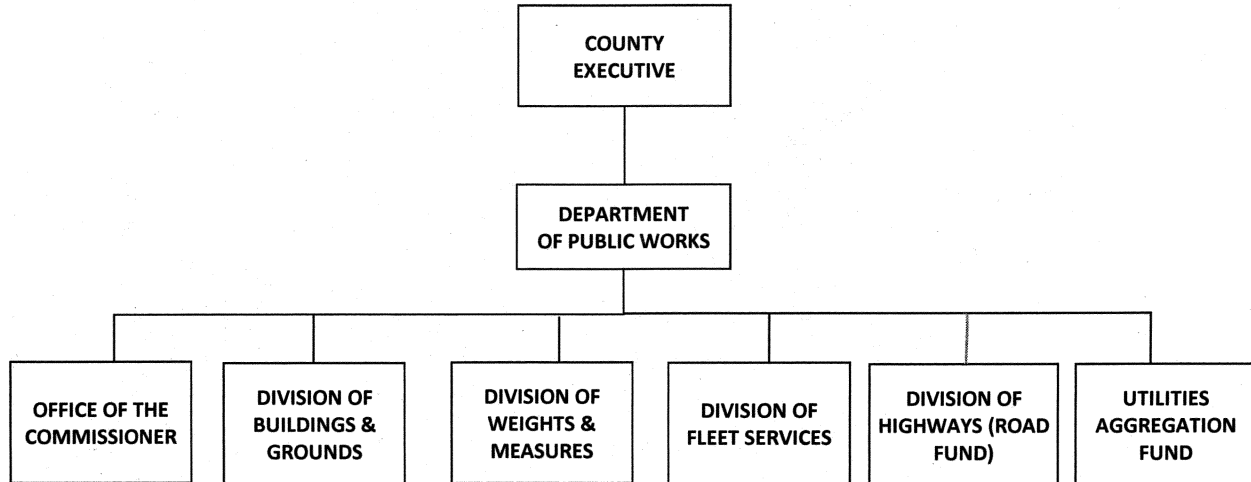 COUNTY
EXECUTIVE
DEPARTMENT
OF PUBLIC WORKS
OFFICE OF THE
COMMISSIONER
DIVISION OF
BUILDINGS &
GROUNDS
DIVISION OF
WEIGHTS &
MEASURES
DIVISION OF
FLEET SERVICES
DIVISION OF
HIGHWAYS (ROAD
FUND)
UTILITIES
AGGREGATION
FUND